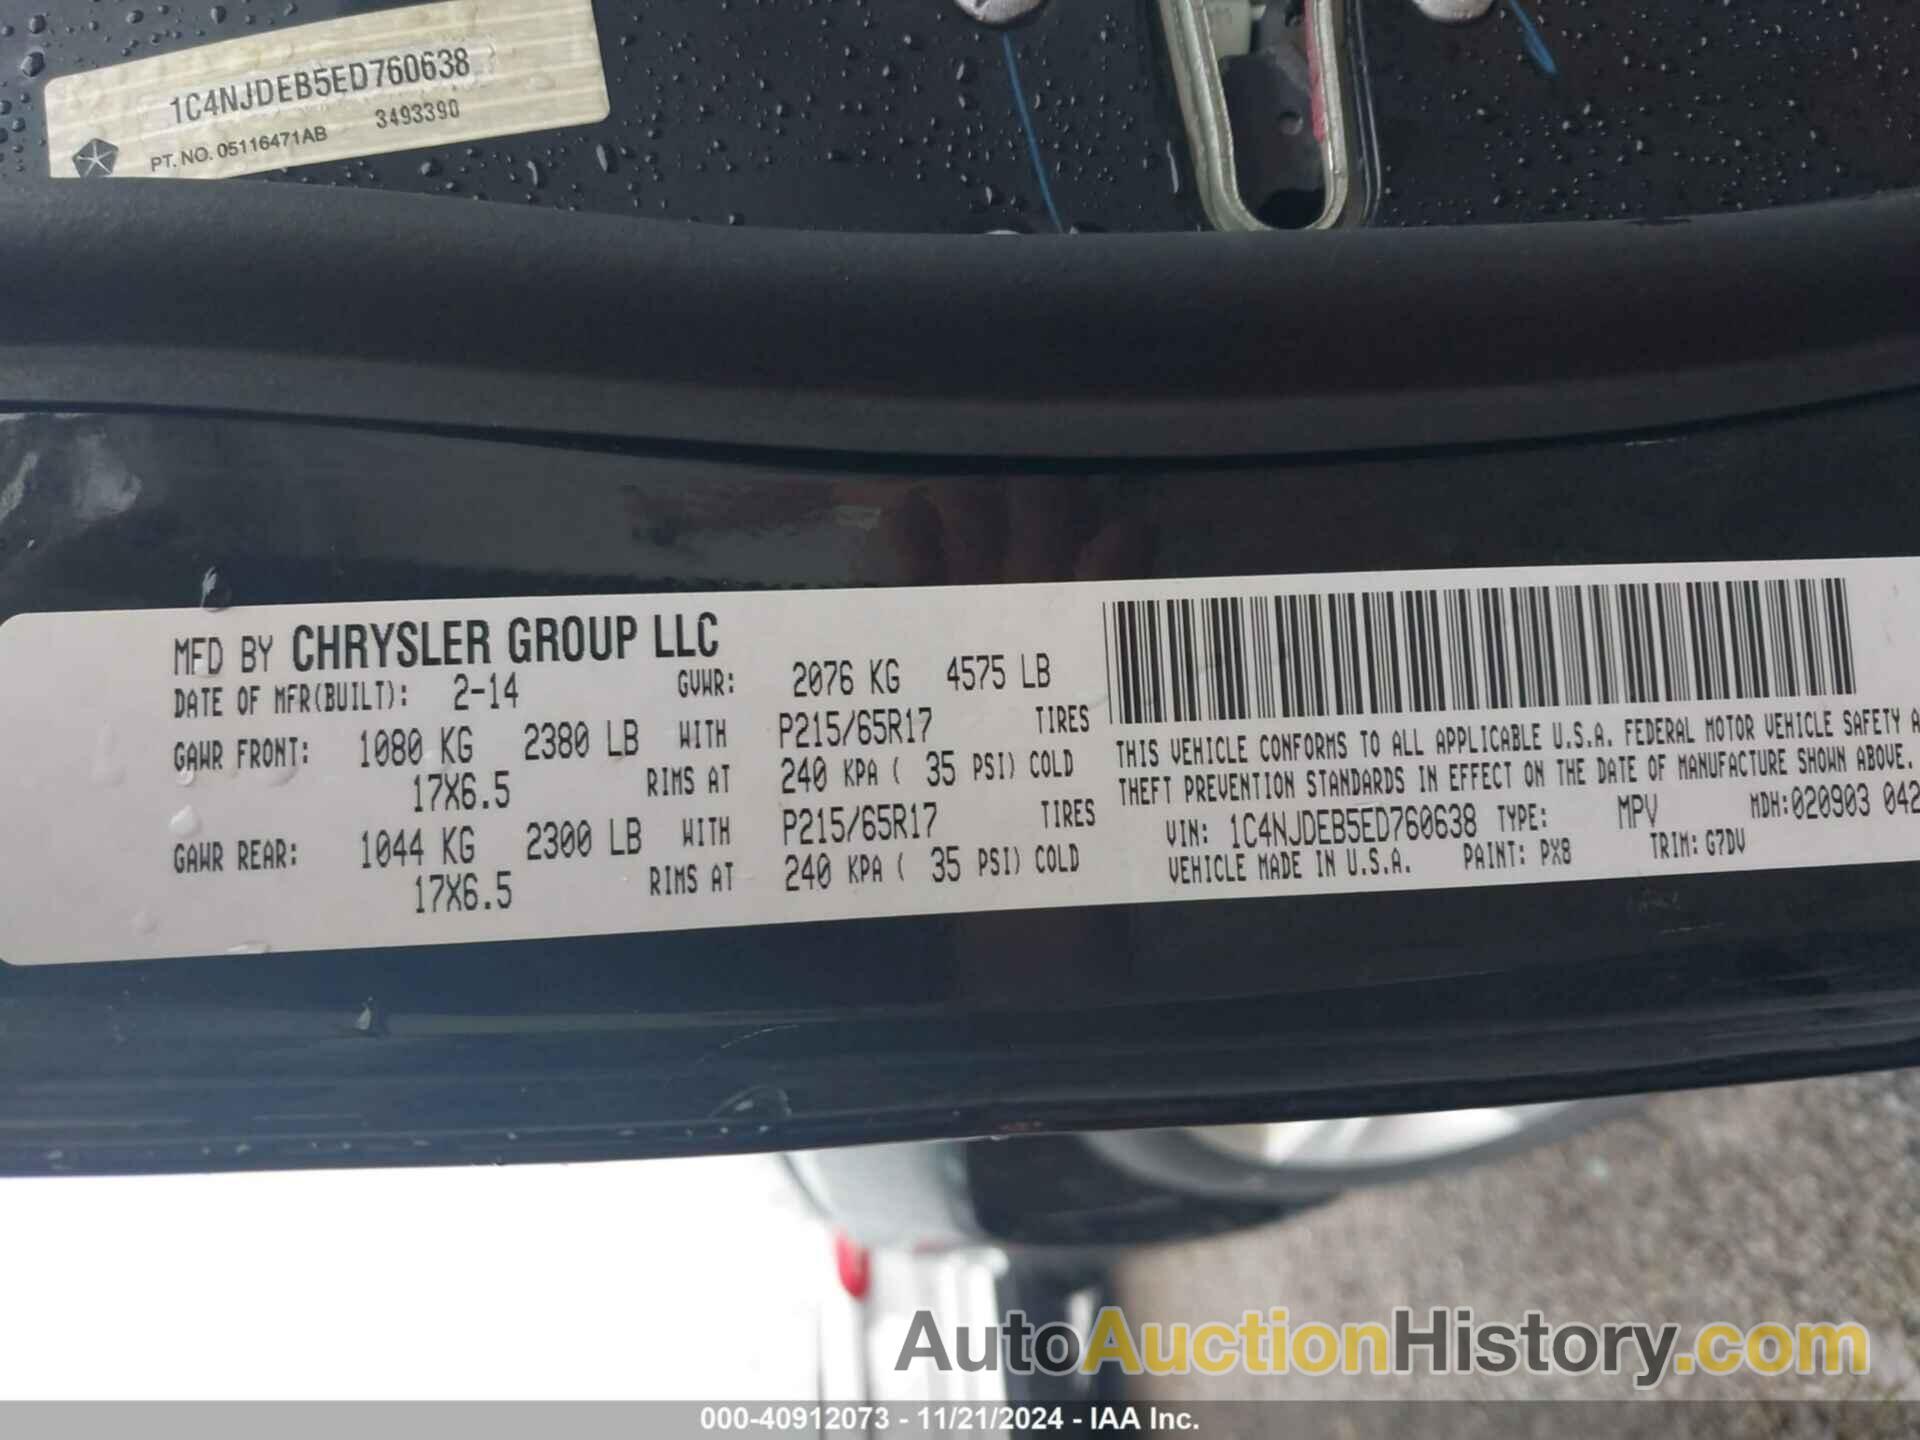 1C4NJDEB5ED760638
PT. NO. 05116471AB 3493390
MFD BY CHRYSLER GROUP LLC
DATE OF MFR(BUILT): 2-14 GVWR: 2076 KG 4575 LB
GAWR FRONT: 1080 KG 2380 LB WITH P215/65R17 TIRES
17X6.5 RIMS AT 240 KPA ( 35 PSI) COLD
GAWR REAR: 1044 KG 2300 LB WITH P215/65R17 TIRES
17X6.5 RIMS AT 240 KPA ( 35 PSI) COLD
THIS VEHICLE CONFORMS TO ALL APPLICABLE U.S.A. FEDERAL MOTOR VEHICLE SAFETY A
THEFT PREVENTION STANDARDS IN EFFECT ON THE DATE OF MANUFACTURE SHOWN ABOVE.
VIN: 1C4NJDEB5ED760638 TYPE: MPV MDH:020903 042
VEHICLE MADE IN U.S.A. PAINT: PX8 TRIM: G7DV
AutoAuctionHistory.com
000-40912073 - 11/21/2024 - IAA Inc.